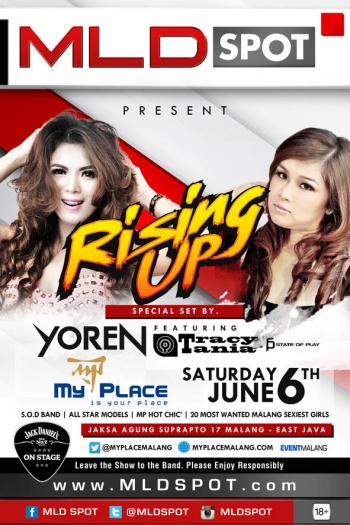 MLD SPOT
PRESENT
Rising
UP
SPECIAL SET BY.
YOREN FEATURING Tracy Tania STATE OF PLAY
MP
MY PLACE
is your place
SATURDAY
JUNE 6TH
S.O.D BAND | ALL STAR MODELS | MP HOT CHIC' | 20 MOST WANTED MALANG SEXIEST GIRLS
JAKSA AGUNG SUPRAPTO 17 MALANG - EAST JAVA
JACK DANIEL'S
ON STAGE
@MYPLACEMALANG MYPLACEMALANG.COM EVENTMALANG
Leave the Show to the Band. Please Enjoy Responsibly
www.MLDSPOT.com
MLD SPOT @MLDSPOT MLDSPOT 18+